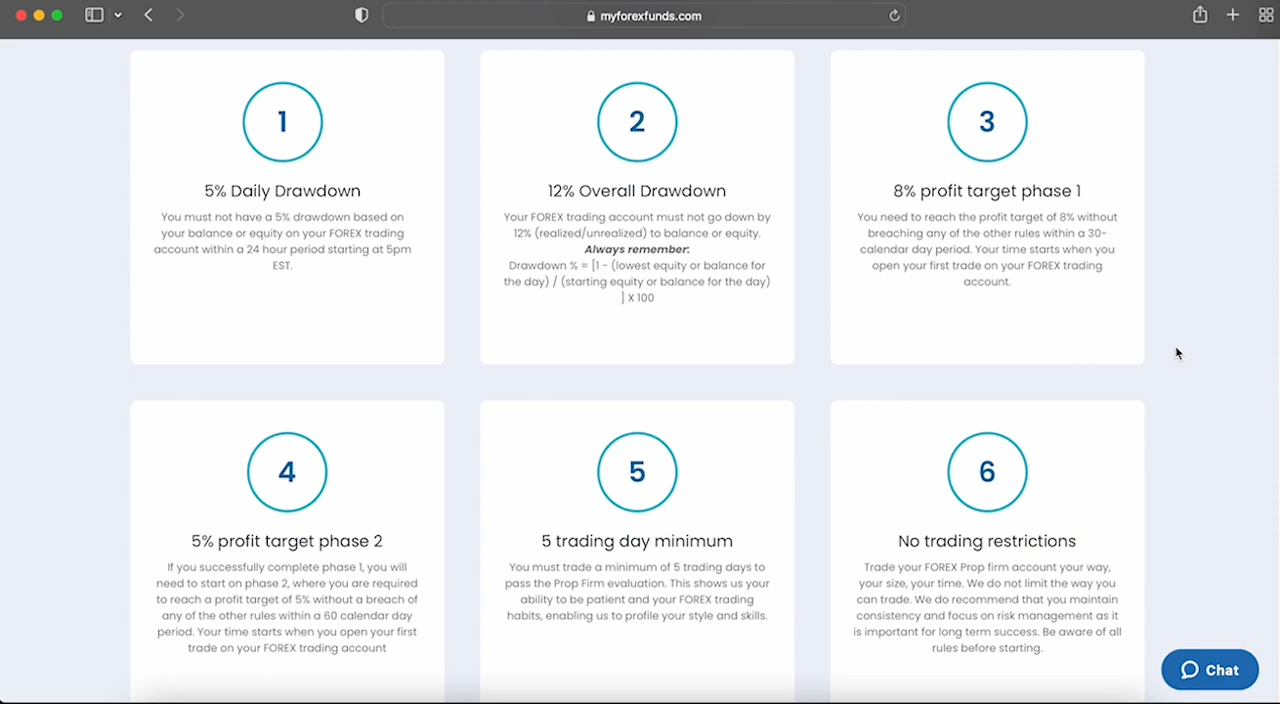 myforexfunds.com
1
5% Daily Drawdown
You must not have a 5% drawdown based on
your balance or equity on your FOREX trading
account within a 24 hour period starting at 5pm
EST.
2
12% Overall Drawdown
Your FOREX trading account must not go down by
12% (realized/unrealized) to balance or equity.
Always remember:
Drawdown % = [1 - (lowest equity or balance for
the day) / (starting equity or balance for the day)
] X 100
3
8% profit target phase 1
You need to reach the profit target of 8% without
breaching any of the other rules within a 30-
calendar day period. Your time starts when you
open your first trade on your FOREX trading
account.
4
5% profit target phase 2
If you successfully complete phase 1, you will
need to start on phase 2, where you are required
to reach a profit target of 5% without a breach of
any of the other rules within a 60 calendar day
period. Your time starts when you open your first
trade on your FOREX trading account
5
5 trading day minimum
You must trade a minimum of 5 trading days to
pass the Prop Firm evaluation. This shows us your
ability to be patient and your FOREX trading
habits, enabling us to profile your style and skills.
6
No trading restrictions
Trade your FOREX Prop firm account your way,
your size, your time. We do not limit the way you
can trade. We do recommend that you maintain
consistency and focus on risk management as it
is important for long term success. Be aware of all
rules before starting.
Chat